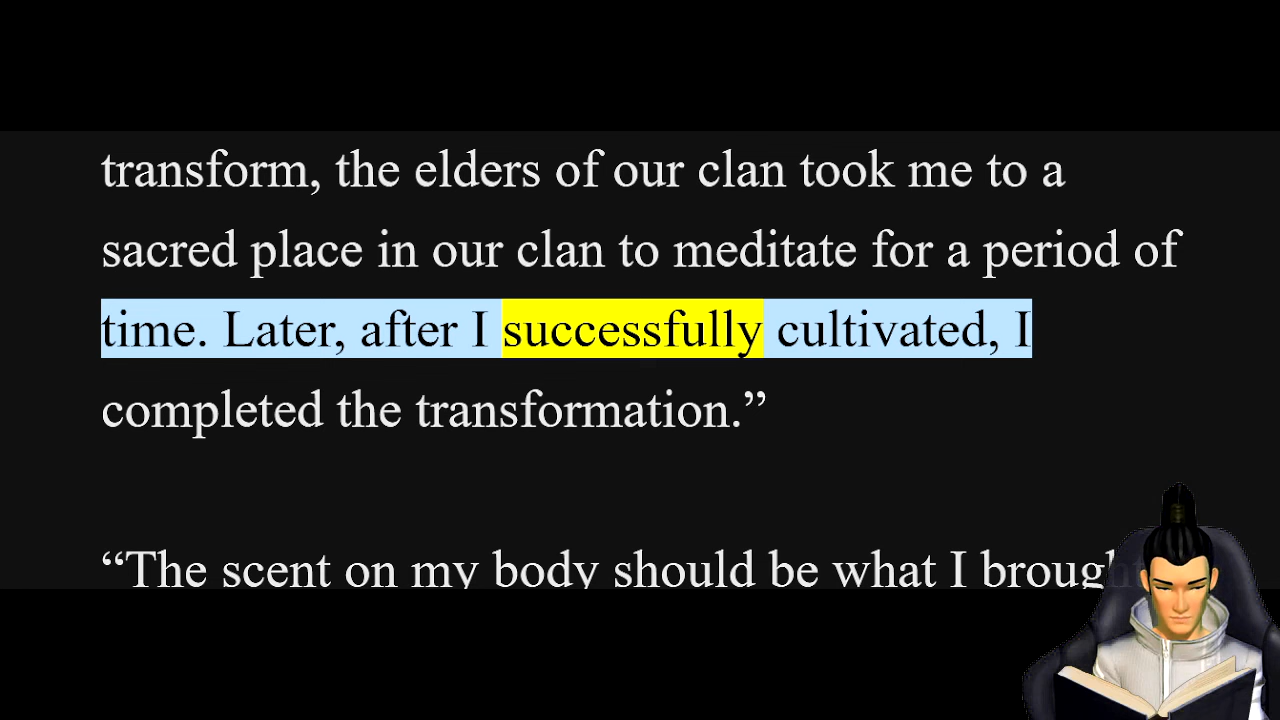 transform, the elders of our clan took me to a
sacred place in our clan to meditate for a period of
time. Later, after I successfully cultivated, I
completed the transformation.”
“The scent on my body should be what I